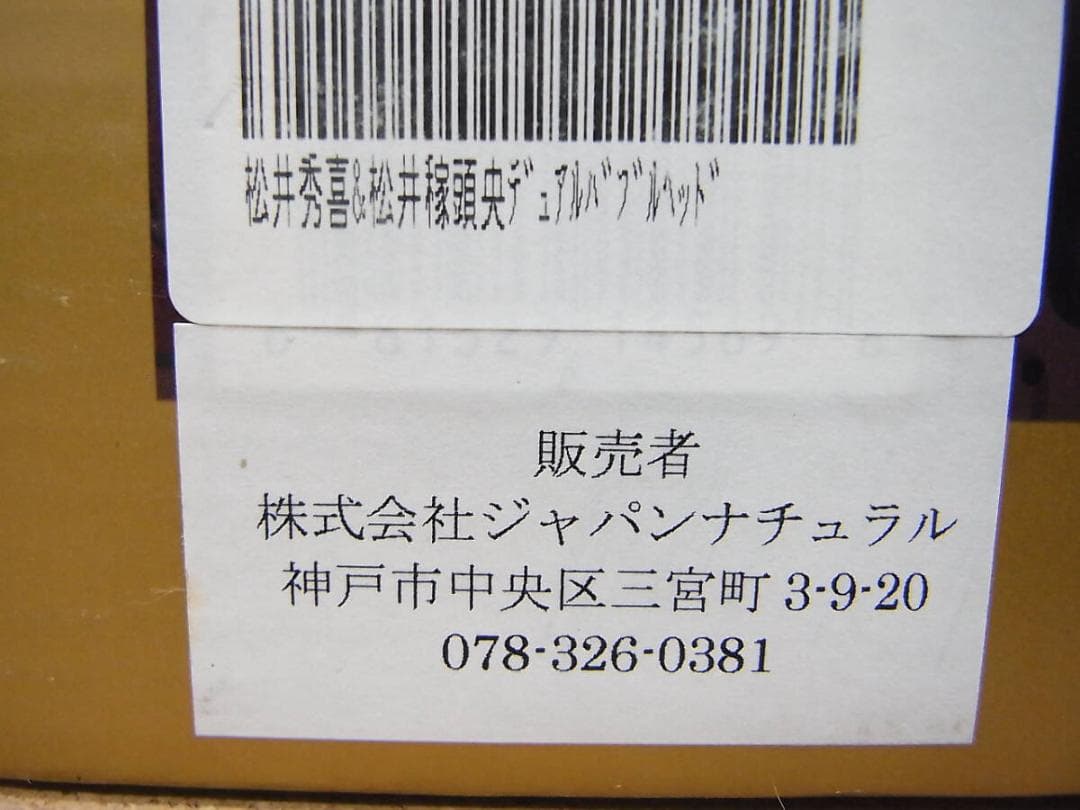 松井秀喜&松井稼頭央ﾃﾞｭｱﾙﾊﾞﾌﾞﾙﾍｯﾄﾞ
販売者
株式会社ジャパンナチュラル
神戸市中央区三宮町 3-9-20
078-326-0381